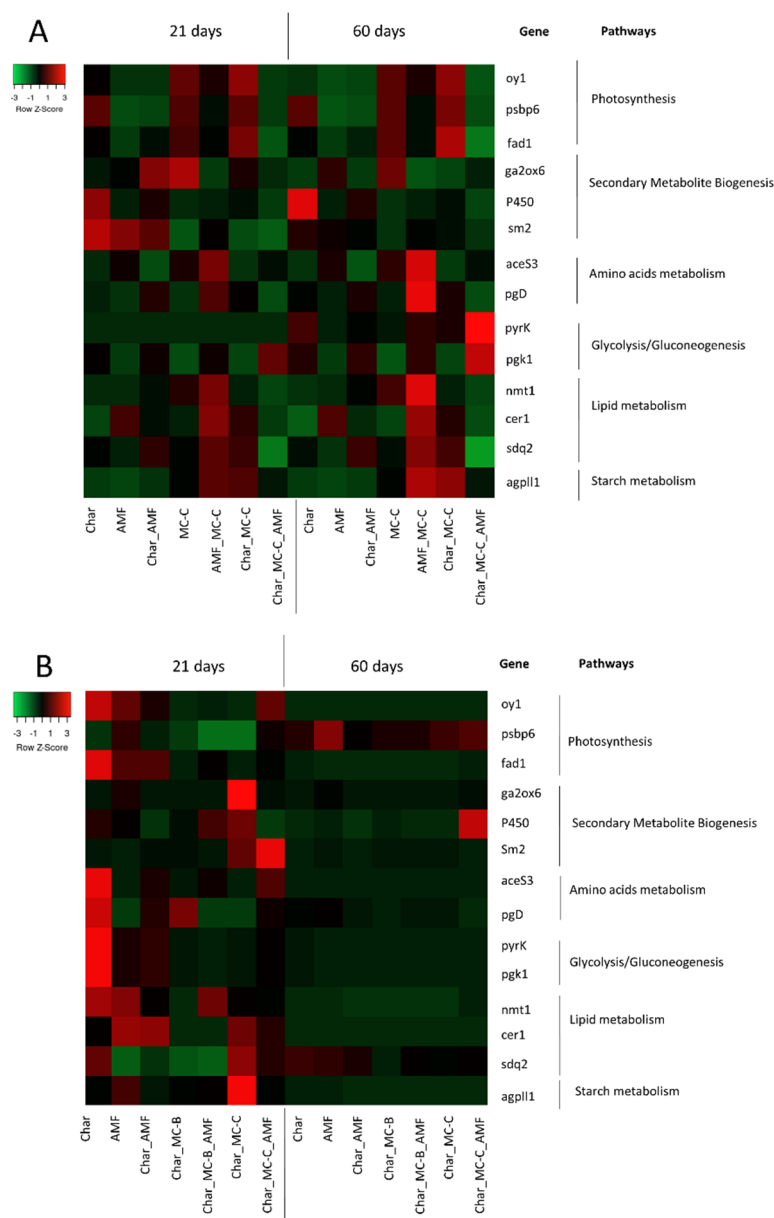 A
21 days
60 days
Gene
Pathways
-3 -1 1 3
Row Z-Score
oy1
psbp6
fad1
Photosynthesis
ga2ox6
P450
sm2
Secondary Metabolite Biogenesis
aceS3
pgD
Amino acids metabolism
pyrK
pgk1
Glycolysis/Gluconeogenesis
nmt1
cer1
sdq2
Lipid metabolism
agpll1
Starch metabolism
Char
AMF
Char_AMF
MC-C
AMF_MC-C
Char_MC-C
Char_MC-C_AMF
Char
AMF
Char_AMF
MC-C
AMF_MC-C
Char_MC-C
Char_MC-C_AMF
B
21 days
60 days
Gene
Pathways
-3 -1 1 3
Row Z-Score
oy1
psbp6
fad1
Photosynthesis
ga2ox6
P450
Sm2
Secondary Metabolite Biogenesis
aceS3
pgD
Amino acids metabolism
pyrK
pgk1
Glycolysis/Gluconeogenesis
nmt1
cer1
sdq2
Lipid metabolism
agpll1
Starch metabolism
Char
AMF
Char_AMF
Char_MC-B
Char_MC-B_AMF
Char_MC-C
Char_MC-C_AMF
Char
AMF
Char_AMF
Char_MC-B
Char_MC-B_AMF
Char_MC-C
Char_MC-C_AMF